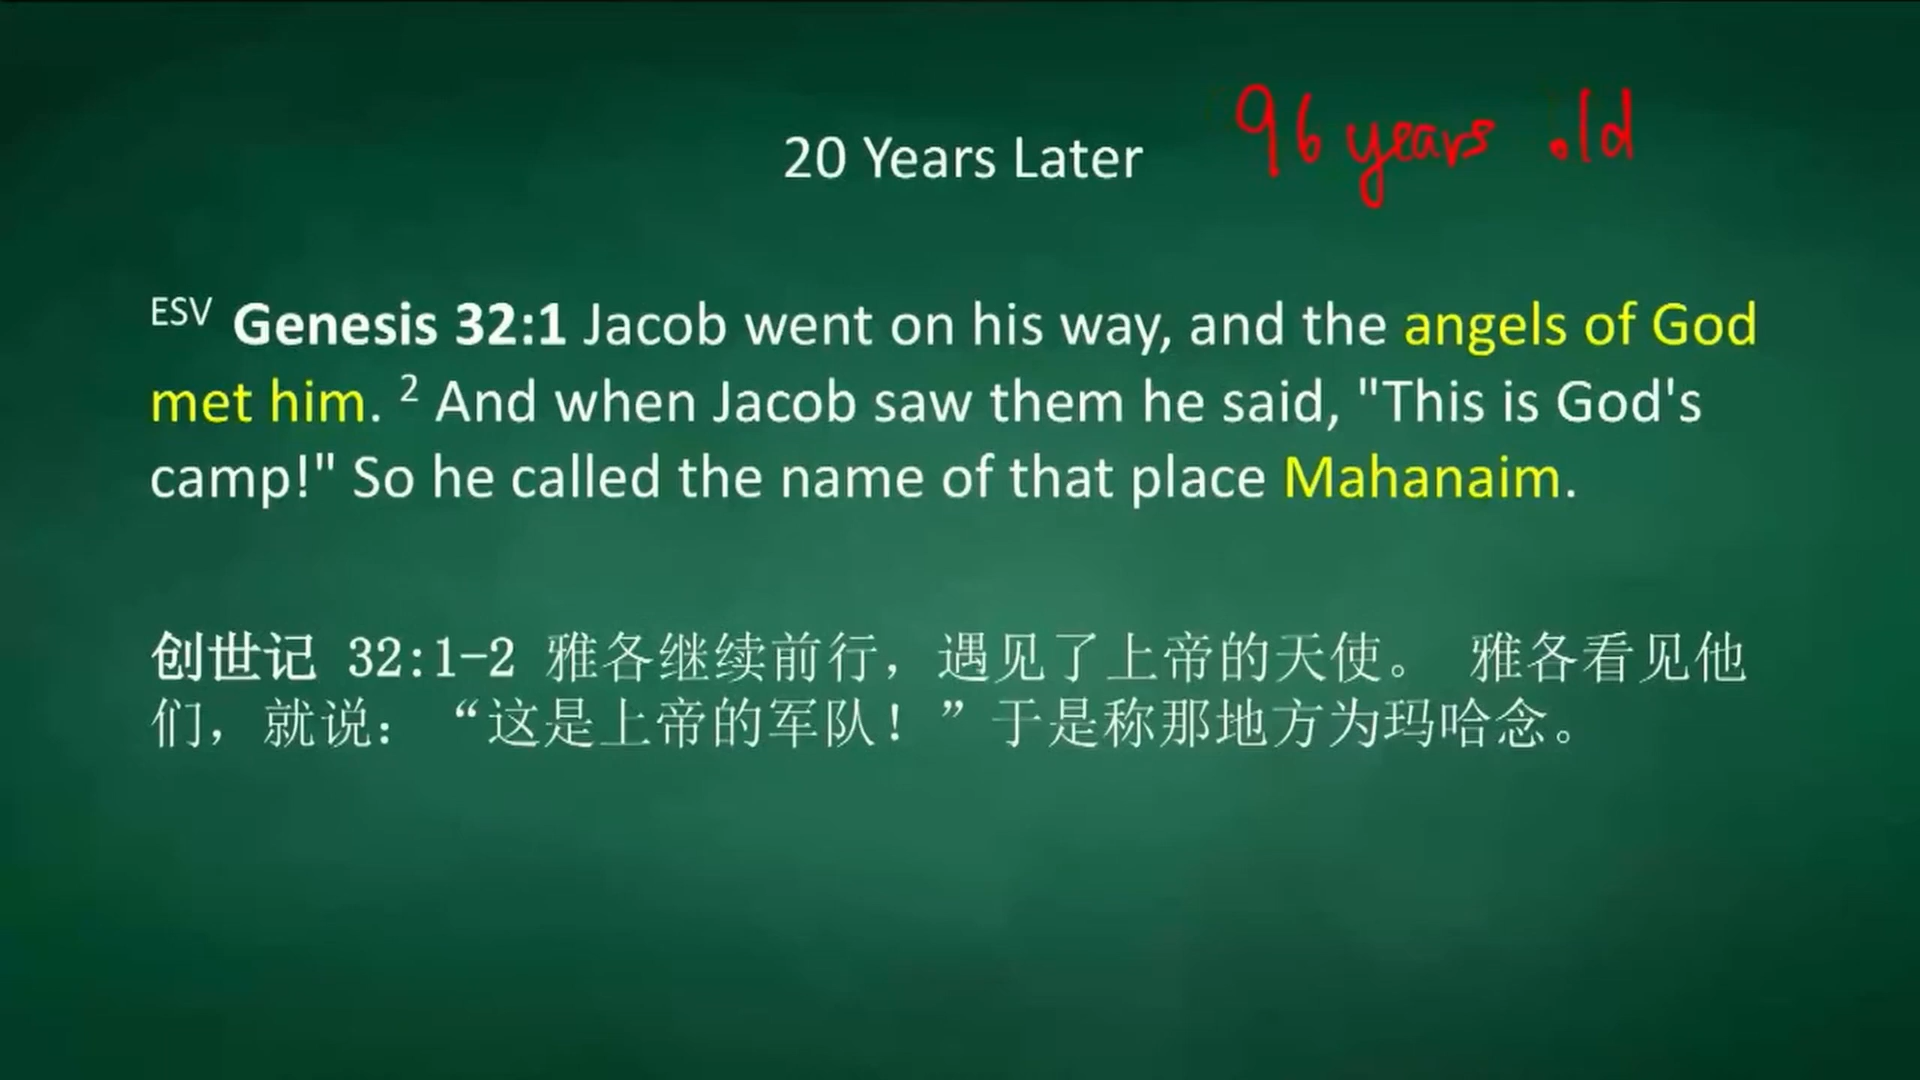 20 Years Later 96 years old
ESV Genesis 32:1 Jacob went on his way, and the angels of God
met him. 2 And when Jacob saw them he said, "This is God's
camp!" So he called the name of that place Mahanaim.
创世记 32:1-2 雅各继续前行，遇见了上帝的天使。 雅各看见他
们，就说：“这是上帝的军队！”于是称那地方为玛哈念。